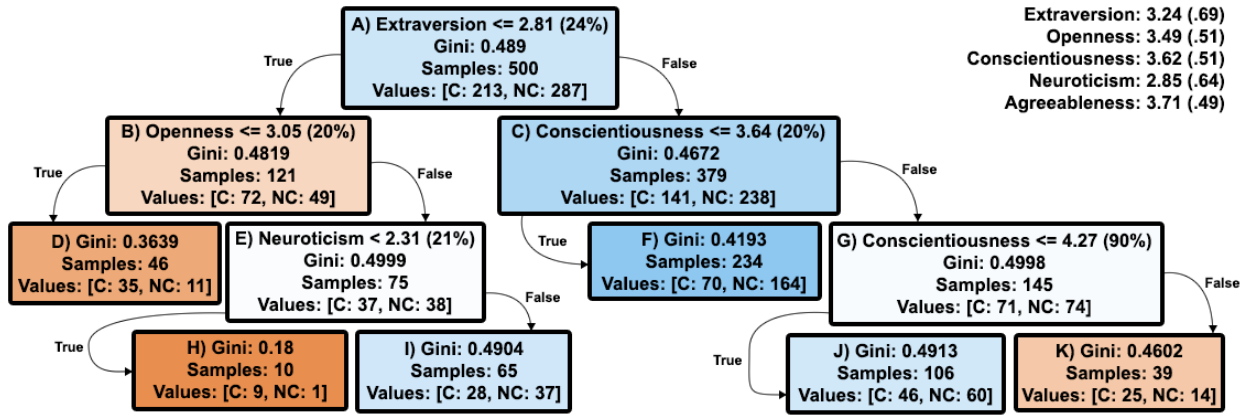 A) Extraversion <= 2.81 (24%)
Gini: 0.489
Samples: 500
Values: [C: 213, NC: 287]
Extraversion: 3.24 (.69)
Openness: 3.49 (.51)
Conscientiousness: 3.62 (.51)
Neuroticism: 2.85 (.64)
Agreeableness: 3.71 (.49)
True
False
B) Openness <= 3.05 (20%)
Gini: 0.4819
Samples: 121
Values: [C: 72, NC: 49]
C) Conscientiousness <= 3.64 (20%)
Gini: 0.4672
Samples: 379
Values: [C: 141, NC: 238]
True
False
True
False
D) Gini: 0.3639
Samples: 46
Values: [C: 35, NC: 11]
E) Neuroticism < 2.31 (21%)
Gini: 0.4999
Samples: 75
Values: [C: 37, NC: 38]
F) Gini: 0.4193
Samples: 234
Values: [C: 70, NC: 164]
G) Conscientiousness <= 4.27 (90%)
Gini: 0.4998
Samples: 145
Values: [C: 71, NC: 74]
True
False
True
False
H) Gini: 0.18
Samples: 10
Values: [C: 9, NC: 1]
I) Gini: 0.4904
Samples: 65
Values: [C: 28, NC: 37]
J) Gini: 0.4913
Samples: 106
Values: [C: 46, NC: 60]
K) Gini: 0.4602
Samples: 39
Values: [C: 25, NC: 14]